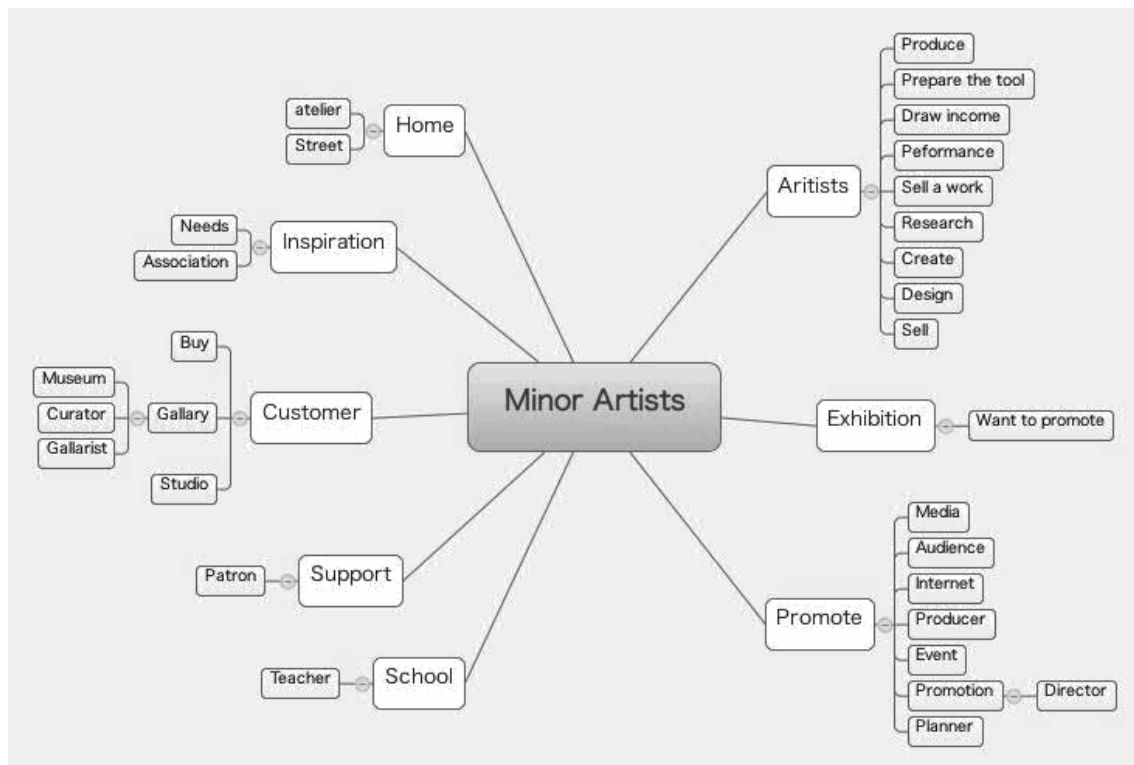 Minor Artists
Home
atelier
Street
Inspiration
Needs
Association
Customer
Buy
Gallary
Museum
Curator
Gallarist
Studio
Support
Patron
School
Teacher
Aritists
Produce
Prepare the tool
Draw income
Peformance
Sell a work
Research
Create
Design
Sell
Exhibition
Want to promote
Promote
Media
Audience
Internet
Producer
Event
Promotion
Director
Planner